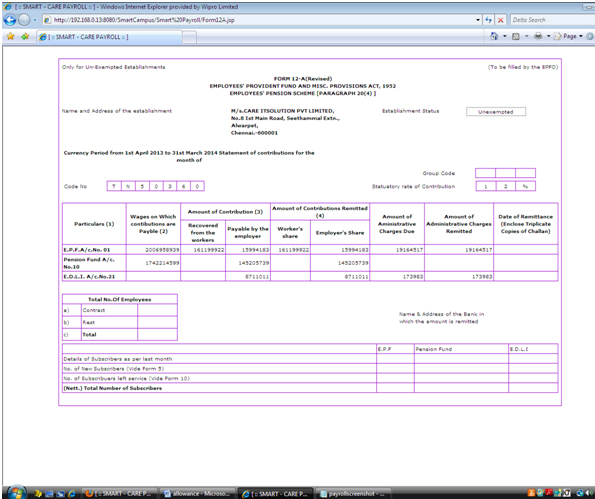 [ :: SMART - CARE PAYROLL :: ] - Windows Internet Explorer provided by Wipro Limited
http://192.168.0.13:8080/SmartCampus/Smart%20Payroll/Form12A.jsp
Delta Search
[ :: SMART - CARE PAYROLL :: ]
Page
Only for Un-Exempted Establishments
(To be filled by the EPFO)
FORM 12-A(Revised)
EMPLOYEES' PROVIDENT FUND AND MISC. PROVISIONS ACT, 1952
EMPLOYEES' PENSION SCHEME [PARAGRAPH 20(4) ]
Name and Address of the establishment
M/s.CARE ITSOLUTION PVT LIMITED,
No.8 Ist Main Road, Seethammal Extn.,
Alwarpet,
Chennai.-600001
Establishment Status
Unexempted
Currency Period from 1st April 2013 to 31st March 2014 Statement of contributions for the
month of
Group Code
Code No
T N 5 0 3 6 0
Statuatory rate of Contribution
1 2 %
Particulars (1)
Wages on Which
contibutions are
Payble (2)
Amount of Contribution (3)
Recovered
from the
workers
Payable by the
employer
Amount of Contributions Remitted
(4)
Worker's
share
Employer's Share
Amount of
Aministrative
Charges Due
Amount of
Administrative Charges
Remitted
Date of Remittance
(Enclose Triplicate
Copies of Challan)
E.P.F.A/c.No. 01 2006958939 161199922 15994183 161199922 15994183 19164517 19164517
Pension Fund A/c.
No.10
1742214599 145205739 145205739
E.D.L.I. A/c.No.21 8711011 8711011 173983 173983
Total No.Of Employees
a) Contract
b) Rest
c) Total
Name & Address of the Bank in
which the amount is remitted
E.P.F Pension Fund E.D.L.I
Details of Subscribers as per last month
No. of New Subscribers (Vide Form 5)
No. of Subscribuers left service (Vide Form 10)
(Nett.) Total Number of Subscribers
[ :: SMART - CARE P...
allowance - Microso...
[ :: SMART - CARE P...
payrollscreenshot - ...